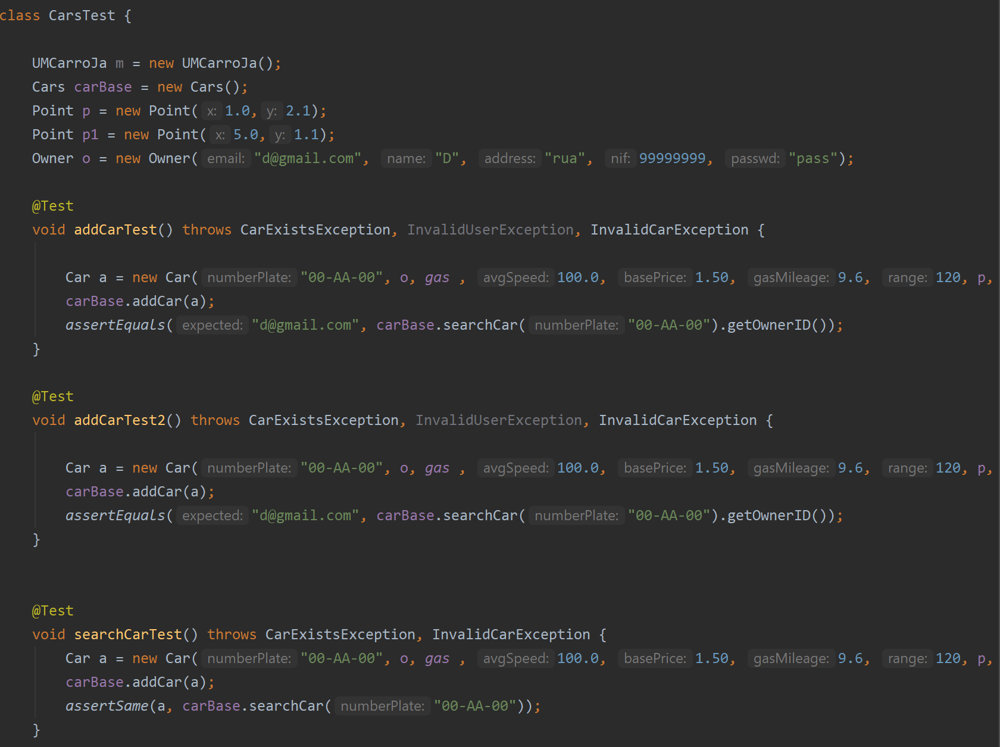 class CarsTest {
UMCarroJa m = new UMCarroJa();
Cars carBase = new Cars();
Point p = new Point( x: 1.0, y: 2.1);
Point p1 = new Point( x: 5.0, y: 1.1);
Owner o = new Owner( email: "d@gmail.com", name: "D", address: "rua", nif: 99999999, passwd: "pass");
@Test
void addCarTest() throws CarExistsException, InvalidUserException, InvalidCarException {
Car a = new Car( numberPlate: "00-AA-00", o, gas , avgSpeed: 100.0, basePrice: 1.50, gasMileage: 9.6, range: 120, p,
carBase.addCar(a);
assertEquals( expected: "d@gmail.com", carBase.searchCar( numberPlate: "00-AA-00").getOwnerID());
}
@Test
void addCarTest2() throws CarExistsException, InvalidUserException, InvalidCarException {
Car a = new Car( numberPlate: "00-AA-00", o, gas , avgSpeed: 100.0, basePrice: 1.50, gasMileage: 9.6, range: 120, p,
carBase.addCar(a);
assertEquals( expected: "d@gmail.com", carBase.searchCar( numberPlate: "00-AA-00").getOwnerID());
}
@Test
void searchCarTest() throws CarExistsException, InvalidCarException {
Car a = new Car( numberPlate: "00-AA-00", o, gas , avgSpeed: 100.0, basePrice: 1.50, gasMileage: 9.6, range: 120, p,
carBase.addCar(a);
assertSame(a, carBase.searchCar( numberPlate: "00-AA-00"));
}